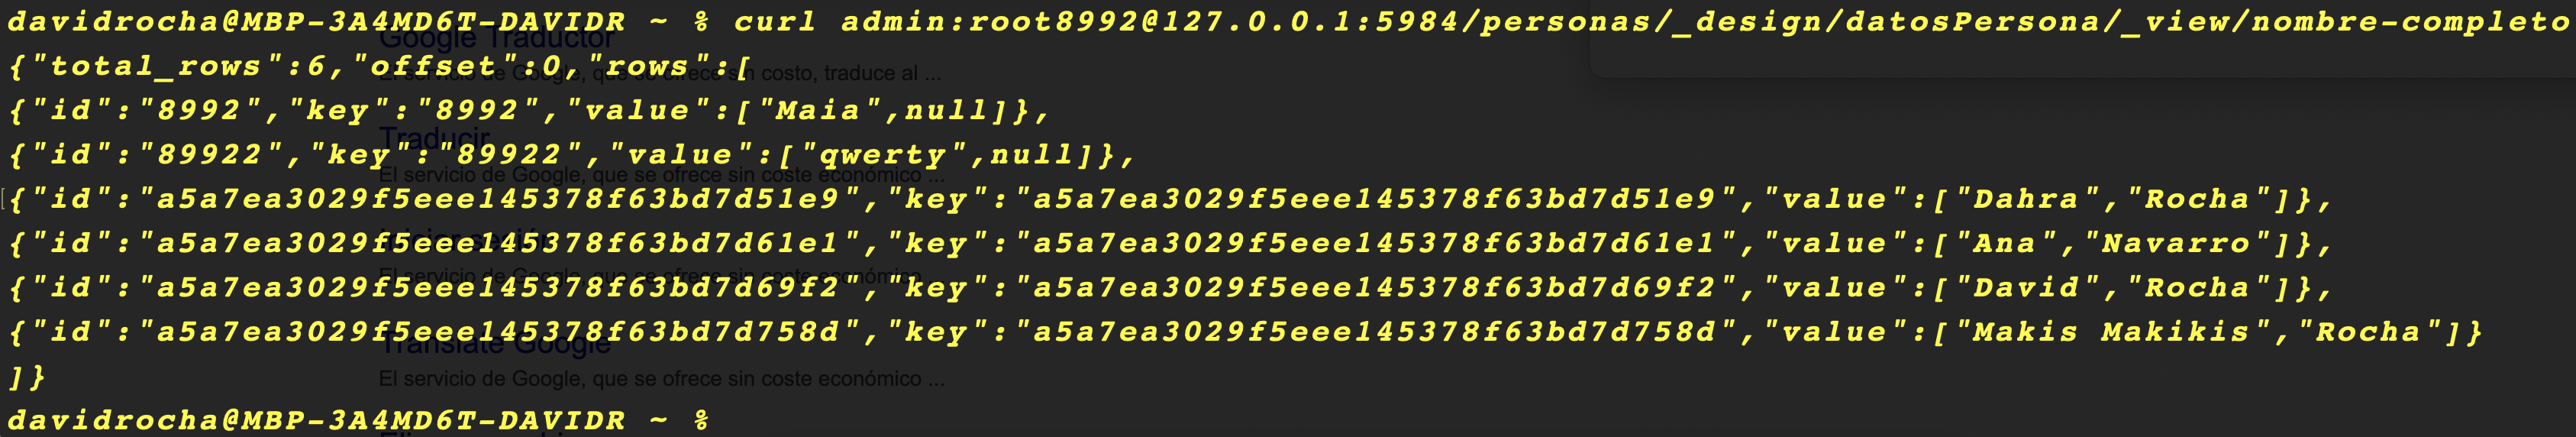 davidrocha@MBP-3A4MD6T-DAVIDR ~ % curl admin:root8992@127.0.0.1:5984/personas/_design/datosPersona/_view/nombre-completo
Google Traductor
{"total_rows":6,"offset":0,"rows":[
El servicio de Google, que se ofrece sin costo, traduce al ...
{"id":"8992","key":"8992","value":["Maia",null]},
Traducir
{"id":"89922","key":"89922","value":["qwerty",null]},
El servicio de Google, que se ofrece sin coste económico ...
{"id":"a5a7ea3029f5eee145378f63bd7d51e9","key":"a5a7ea3029f5eee145378f63bd7d51e9","value":["Dahra","Rocha"]},
{"id":"a5a7ea3029f5eee145378f63bd7d61e1","key":"a5a7ea3029f5eee145378f63bd7d61e1","value":["Ana","Navarro"]},
El servicio de Google, que se ofrece sin coste económico ...
{"id":"a5a7ea3029f5eee145378f63bd7d69f2","key":"a5a7ea3029f5eee145378f63bd7d69f2","value":["David","Rocha"]},
{"id":"a5a7ea3029f5eee145378f63bd7d758d","key":"a5a7ea3029f5eee145378f63bd7d758d","value":["Makis Makikis","Rocha"]}
Translate Google
]}
El servicio de Google, que se ofrece sin coste económico ...
davidrocha@MBP-3A4MD6T-DAVIDR ~ %